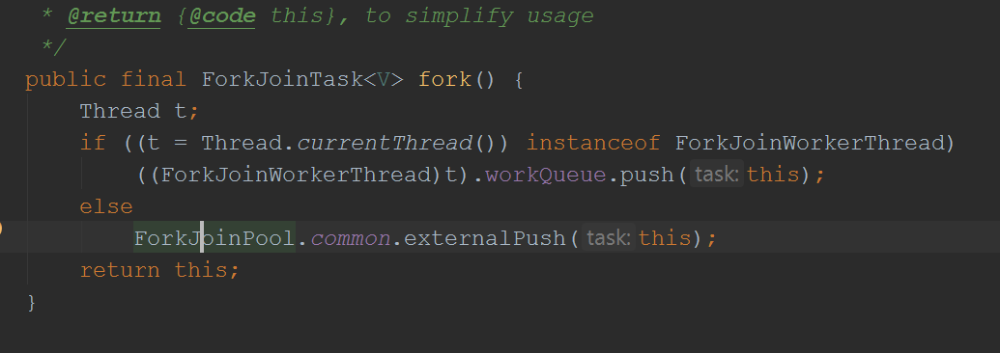 * @return {@code this}, to simplify usage
*/
public final ForkJoinTask<V> fork() {
Thread t;
if ((t = Thread.currentThread()) instanceof ForkJoinWorkerThread)
((ForkJoinWorkerThread)t).workQueue.push( task: this);
else
ForkJoinPool.common.externalPush( task: this);
return this;
}